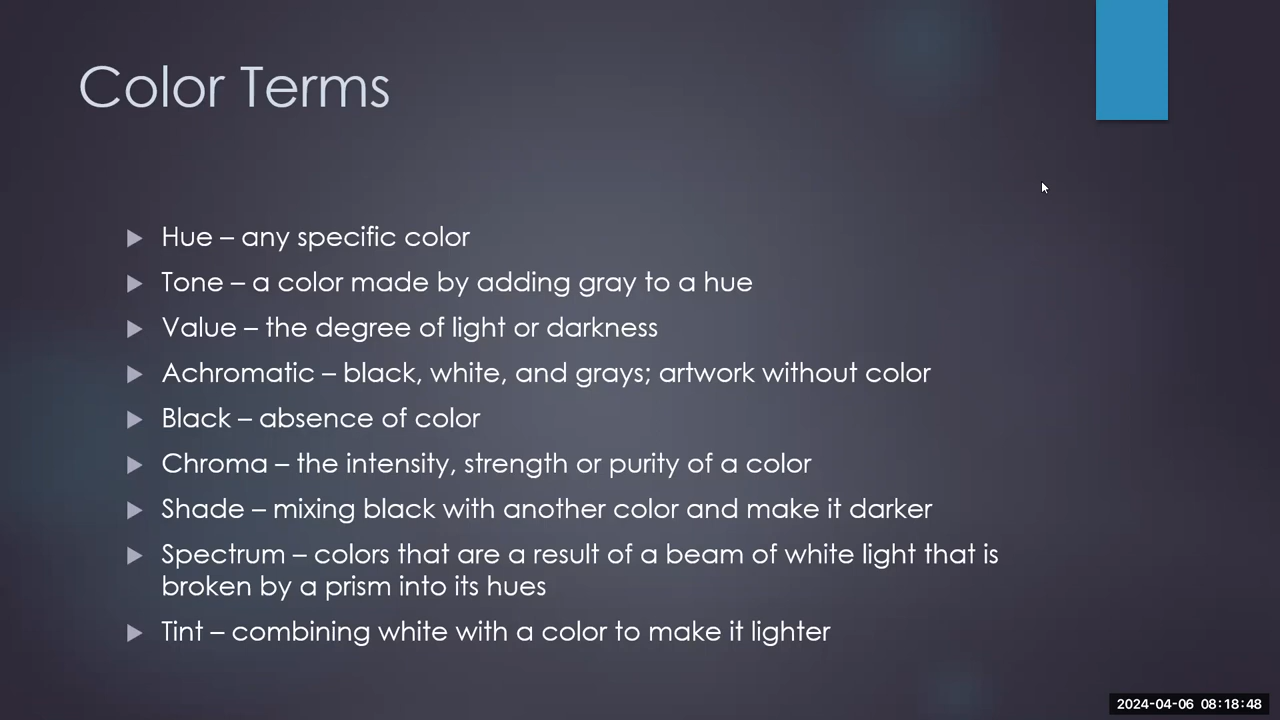 Color Terms
Hue – any specific color
Tone – a color made by adding gray to a hue
Value – the degree of light or darkness
Achromatic – black, white, and grays; artwork without color
Black – absence of color
Chroma – the intensity, strength or purity of a color
Shade – mixing black with another color and make it darker
Spectrum – colors that are a result of a beam of white light that is
broken by a prism into its hues
Tint – combining white with a color to make it lighter
2024-04-06 08:18:48